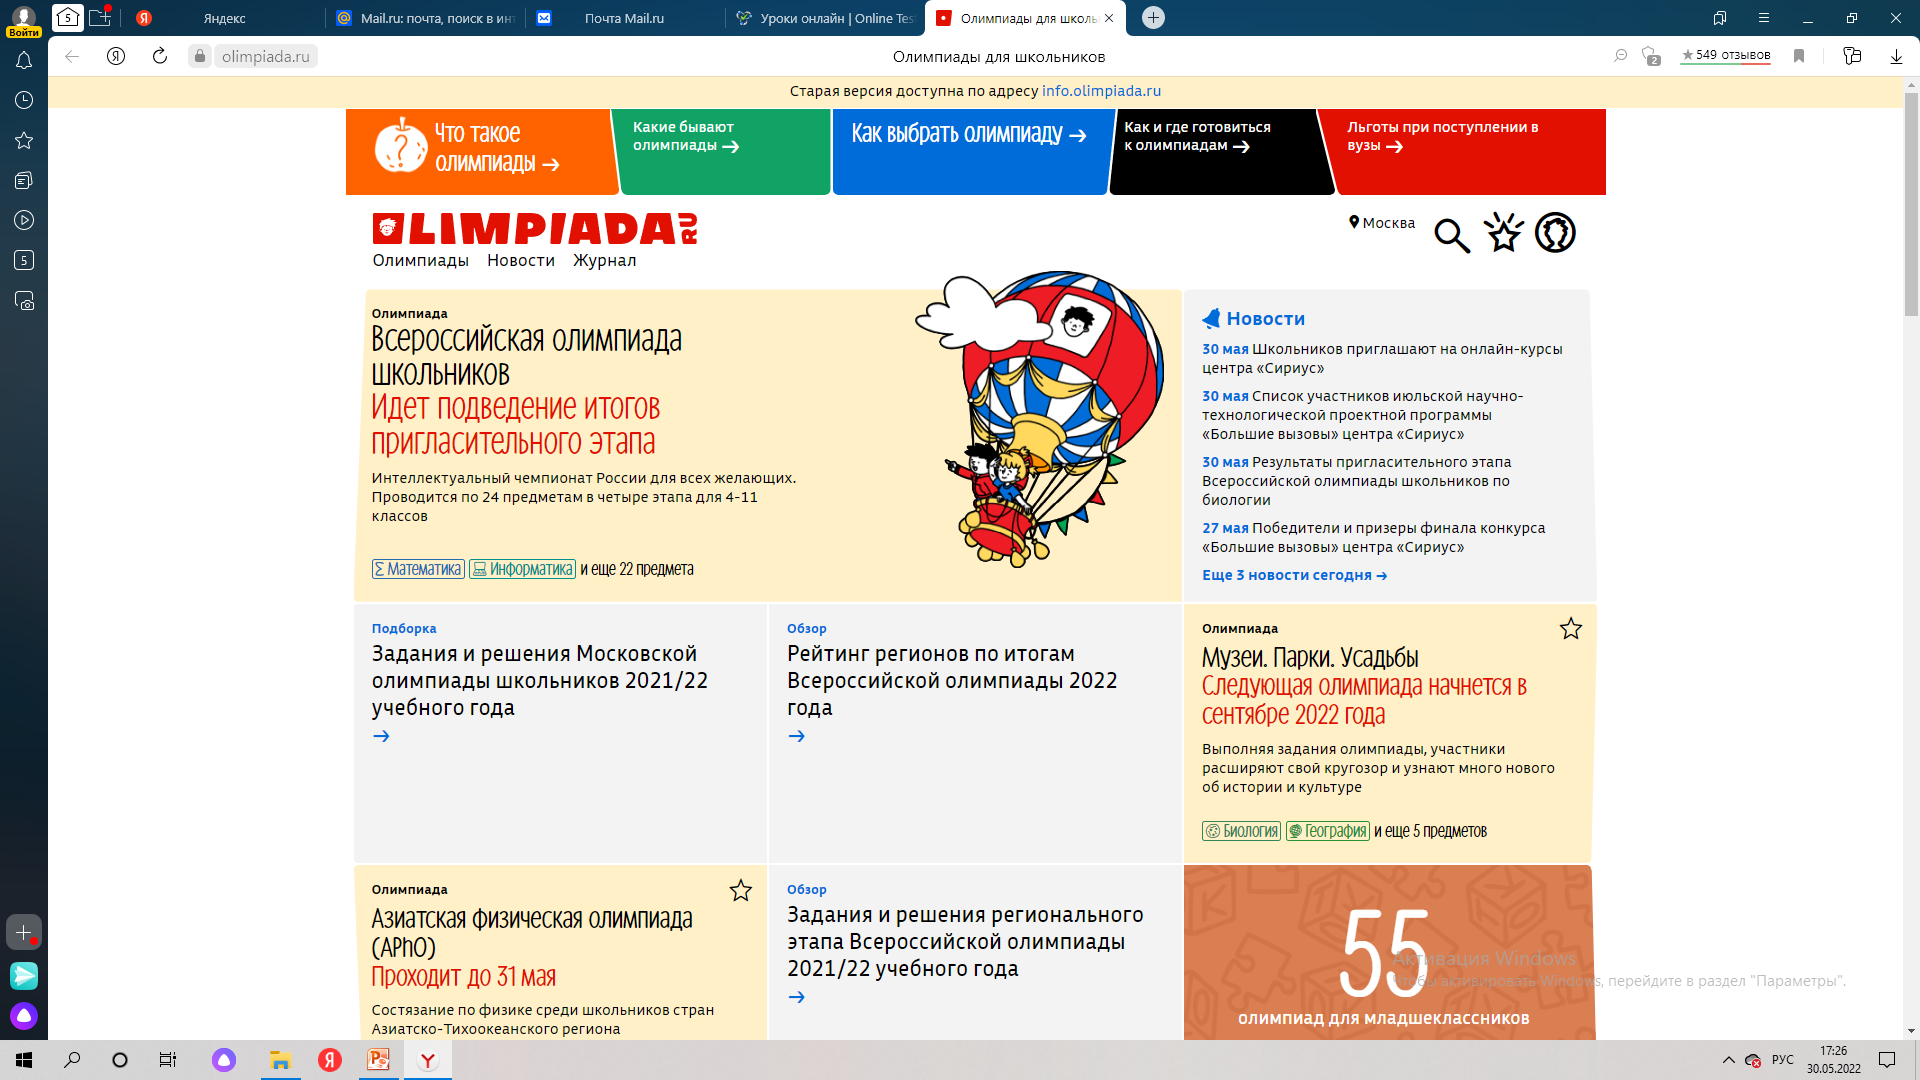 Войти
5
Яндекс
Mail.ru: почта, поиск в инт
Почта Mail.ru
Уроки онлайн | Online Tes
Олимпиады для школь
olimpiada.ru
Олимпиады для школьников
2
★ 549 отзывов
5
Старая версия доступна по адресу info.olimpiada.ru
Что такое
олимпиады →
Какие бывают
олимпиады →
Как выбрать олимпиаду →
Как и где готовиться
к олимпиадам →
Льготы при поступлении в
вузы →
OLIMPIADA.RU
Москва
Олимпиады Новости Журнал
Олимпиада
Всероссийская олимпиада
школьников
Идет подведение итогов
пригласительного этапа
Интеллектуальный чемпионат России для всех желающих.
Проводится по 24 предметам в четыре этапа для 4-11
классов
Математика Информатика и еще 22 предмета
Новости
30 мая Школьников приглашают на онлайн-курсы
центра «Сириус»
30 мая Список участников июльской научно-
технологической проектной программы
«Большие вызовы» центра «Сириус»
30 мая Результаты пригласительного этапа
Всероссийской олимпиады школьников по
биологии
27 мая Победители и призеры финала конкурса
«Большие вызовы» центра «Сириус»
Еще 3 новости сегодня →
Подборка
Задания и решения Московской
олимпиады школьников 2021/22
учебного года
→
Обзор
Рейтинг регионов по итогам
Всероссийской олимпиады 2022
года
→
Олимпиада
Музеи. Парки. Усадьбы
Следующая олимпиада начнется в
сентябре 2022 года
Выполняя задания олимпиады, участники
расширяют свой кругозор и узнают много нового
об истории и культуре
Биология География и еще 5 предметов
Олимпиада
Азиатская физическая олимпиада
(APhO)
Проходит до 31 мая
Состязание по физике среди школьников стран
Азиатско-Тихоокеанского региона
Обзор
Задания и решения регионального
этапа Всероссийской олимпиады
2021/22 учебного года
→
55
олимпиад для младшеклассников
Активация Windows
Чтобы активировать Windows, перейдите в раздел "Параметры".
РУС
17:26
30.05.2022